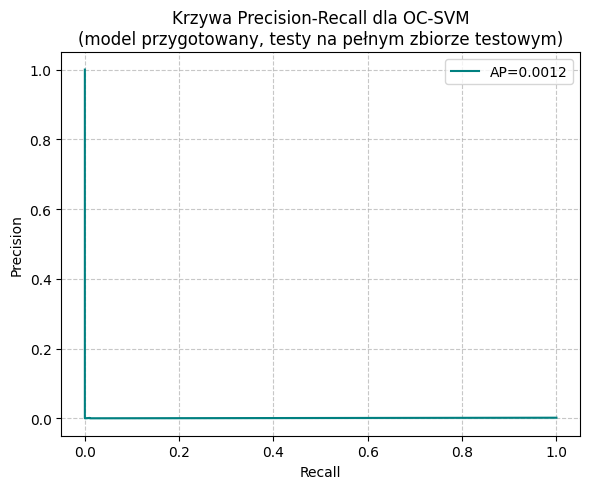 Krzywa Precision-Recall dla OC-SVM
(model przygotowany, testy na pełnym zbiorze testowym)
AP=0.0012
1.0
0.8
0.6
0.4
0.2
0.0
Precision
0.0 0.2 0.4 0.6 0.8 1.0
Recall